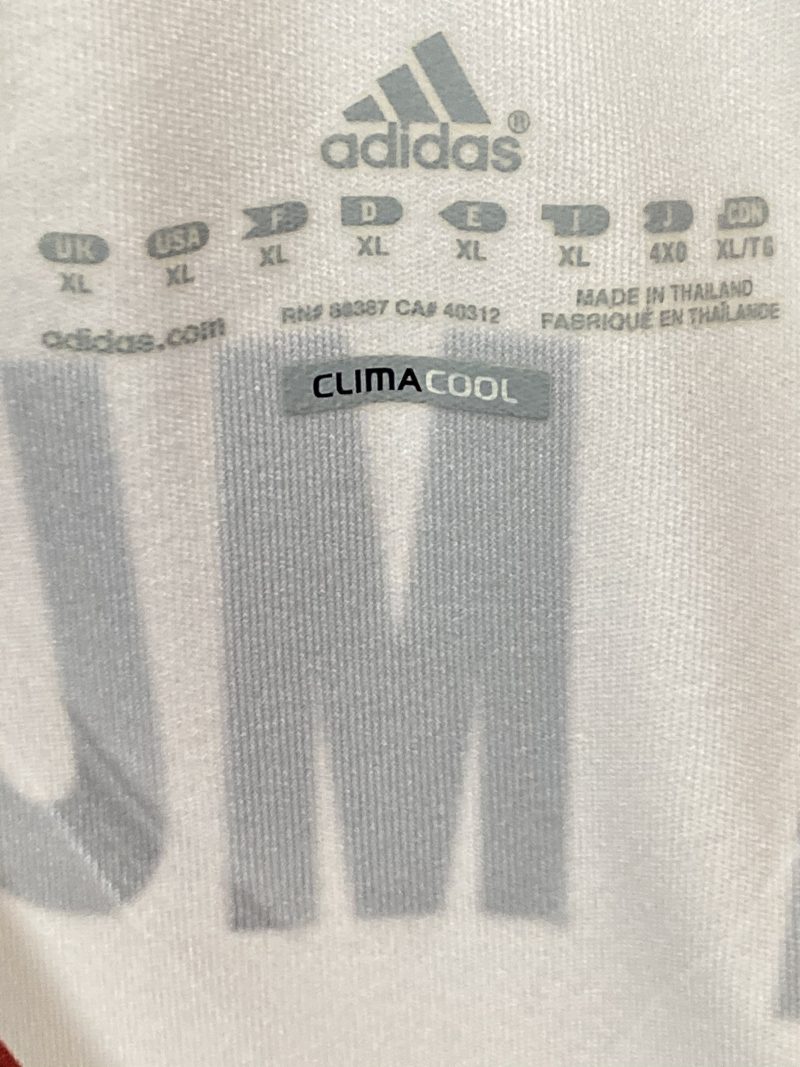 adidas®
UK USA F D E I J CDN
XL XL XL XL XL XL 4XO XL/TG
adidas.com RN# 88387 CA# 40312 MADE IN THAILAND
FABRIQUÉ EN THAÏLANDE
CLIMACOOL
M